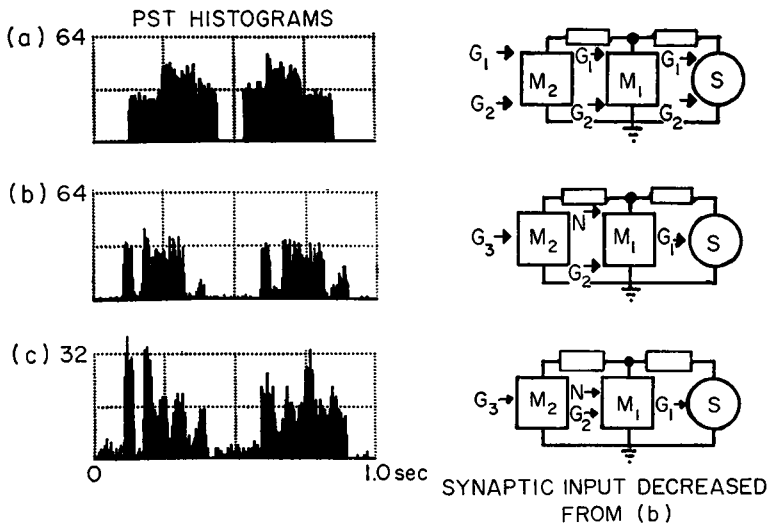 PST HISTOGRAMS
(a) 64
G₁ G₂ M₂ G₁ G₂ M₁ G₁ G₂ S
(b) 64
G₃ M₂ N G₂ M₁ G₁ S
(c) 32
G₃ M₂ N G₂ M₁ G₁ S
0 1.0 sec
SYNAPTIC INPUT DECREASED
FROM (b)